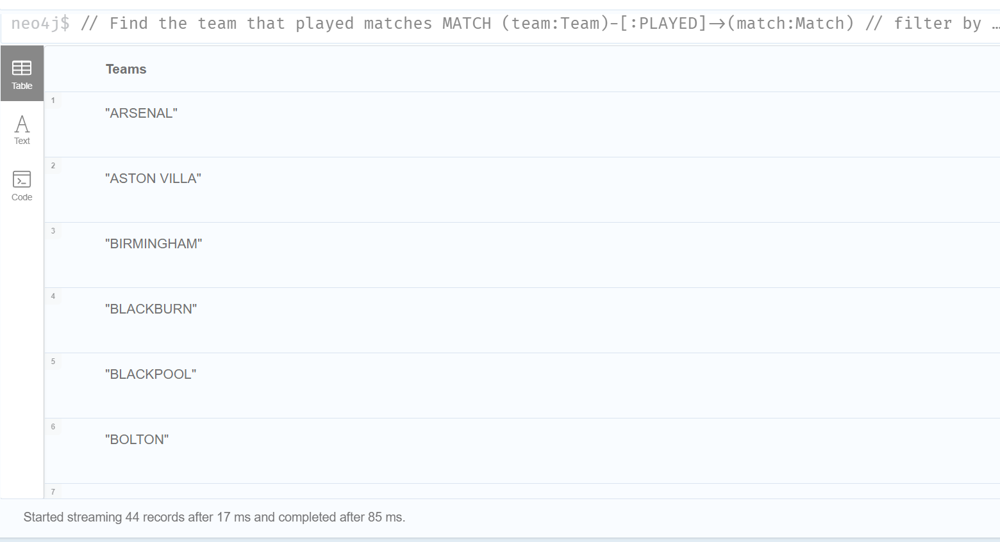 neo4j$ // Find the team that played matches MATCH (team:Team)-[:PLAYED]→(match:Match) // filter by …
Table
Text
Code
Teams
1
"ARSENAL"
2
"ASTON VILLA"
3
"BIRMINGHAM"
4
"BLACKBURN"
5
"BLACKPOOL"
6
"BOLTON"
7
Started streaming 44 records after 17 ms and completed after 85 ms.